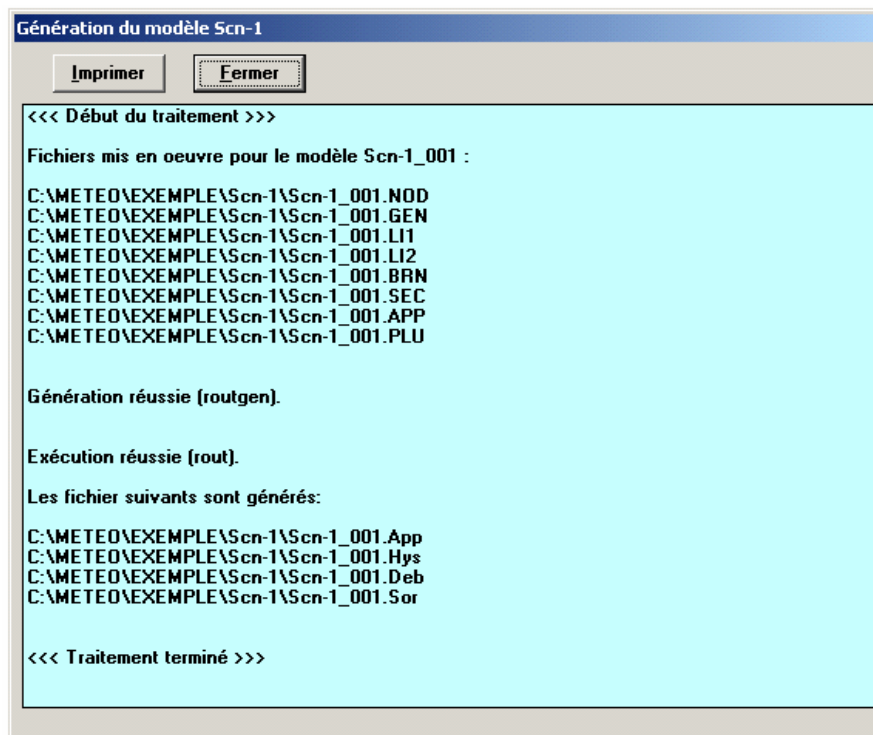 Génération du modèle Scn-1
Imprimer Fermer
<<< Début du traitement >>>
Fichiers mis en oeuvre pour le modèle Scn-1_001 :
C:\METEO\EXEMPLE\Scn-1\Scn-1_001.NOD
C:\METEO\EXEMPLE\Scn-1\Scn-1_001.GEN
C:\METEO\EXEMPLE\Scn-1\Scn-1_001.LI1
C:\METEO\EXEMPLE\Scn-1\Scn-1_001.LI2
C:\METEO\EXEMPLE\Scn-1\Scn-1_001.BRN
C:\METEO\EXEMPLE\Scn-1\Scn-1_001.SEC
C:\METEO\EXEMPLE\Scn-1\Scn-1_001.APP
C:\METEO\EXEMPLE\Scn-1\Scn-1_001.PLU
Génération réussie (routgen).
Exécution réussie (rout).
Les fichier suivants sont générés:
C:\METEO\EXEMPLE\Scn-1\Scn-1_001.App
C:\METEO\EXEMPLE\Scn-1\Scn-1_001.Hys
C:\METEO\EXEMPLE\Scn-1\Scn-1_001.Deb
C:\METEO\EXEMPLE\Scn-1\Scn-1_001.Sor
<<< Traitement terminé >>>